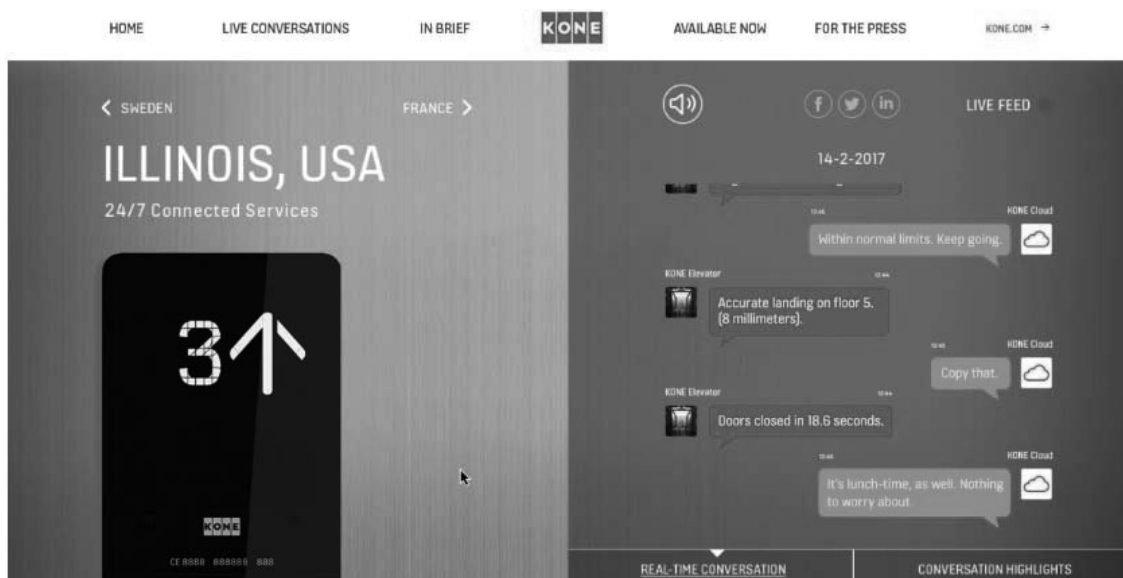 HOME
LIVE CONVERSATIONS
IN BRIEF
KONE
AVAILABLE NOW
FOR THE PRESS
KONE.COM →
SWEDEN
FRANCE
ILLINOIS, USA
24/7 Connected Services
3
KONE
LIVE FEED
14-2-2017
KONE Cloud
Within normal limits. Keep going.
KONE Elevator
Accurate landing on floor 5.
(8 millimeters).
KONE Cloud
Copy that.
KONE Elevator
Doors closed in 18.6 seconds.
KONE Cloud
It's lunch-time, as well. Nothing
to worry about.
REAL-TIME CONVERSATION
CONVERSATION HIGHLIGHTS